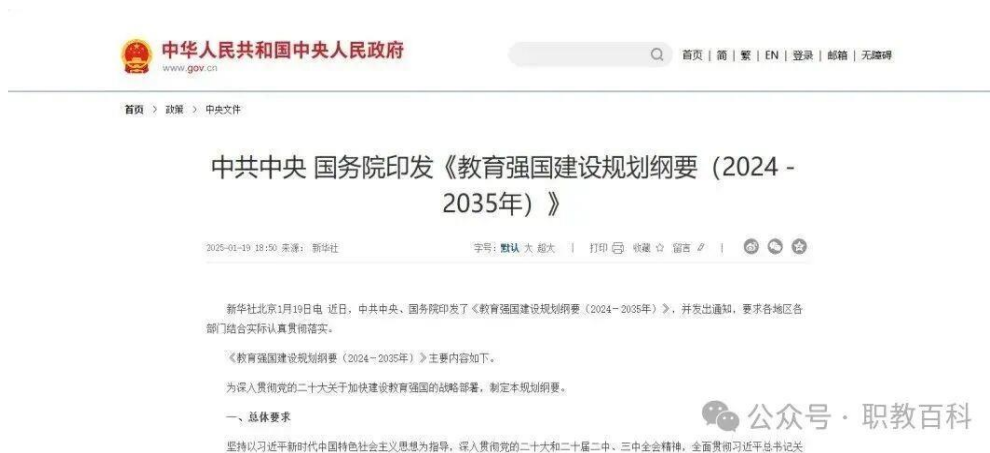 中华人民共和国中央人民政府
www.gov.cn
首页 | 简 | 繁 | EN | 登录 | 邮箱 | 无障碍
首页 > 政策 > 中央文件
中共中央 国务院印发《教育强国建设规划纲要（2024－
2035年）》
2025-01-19 18:50 来源： 新华社
字号：默认 大 超大 | 打印 收藏 留言 |
新华社北京1月19日电 近日，中共中央、国务院印发了《教育强国建设规划纲要（2024－2035年）》，并发出通知，要求各地区各
部门结合实际认真贯彻落实。
《教育强国建设规划纲要（2024－2035年）》主要内容如下。
为深入贯彻党的二十大关于加快建设教育强国的战略部署，制定本规划纲要。
一、总体要求
坚持以习近平新时代中国特色社会主义思想为指导，深入贯彻党的二十大和二十届二中、三中全会精神，全面贯彻习近平总书记关
公众号 · 职教百科